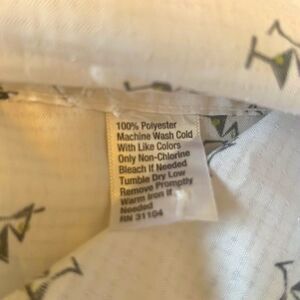 100% Polyester
Machine Wash Cold
With Like Colors
Only Non-Chlorine
Bleach If Needed
Tumble Dry Low
Remove Promptly
Warm Iron If
Needed
RN 31104